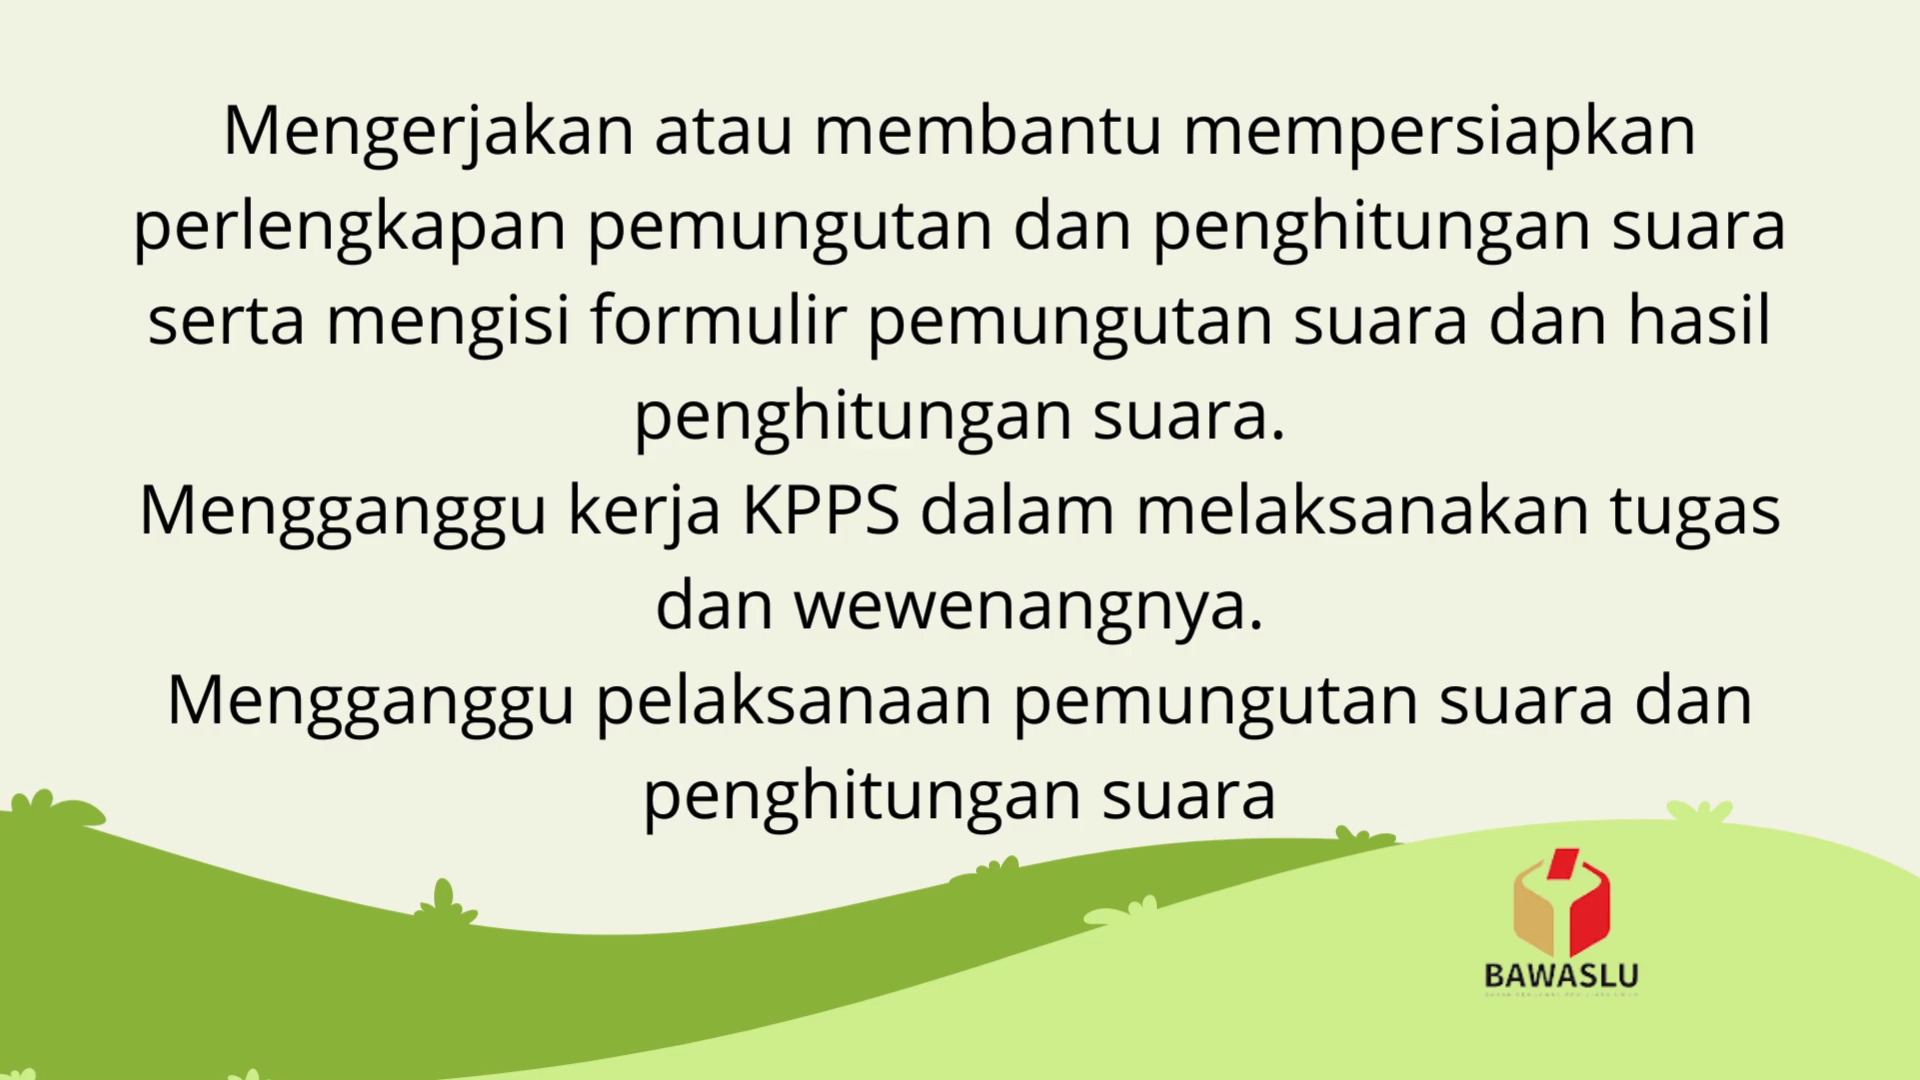 Mengerjakan atau membantu mempersiapkan
perlengkapan pemungutan dan penghitungan suara
serta mengisi formulir pemungutan suara dan hasil
penghitungan suara.
Mengganggu kerja KPPS dalam melaksanakan tugas
dan wewenangnya.
Mengganggu pelaksanaan pemungutan suara dan
penghitungan suara
BAWASLU